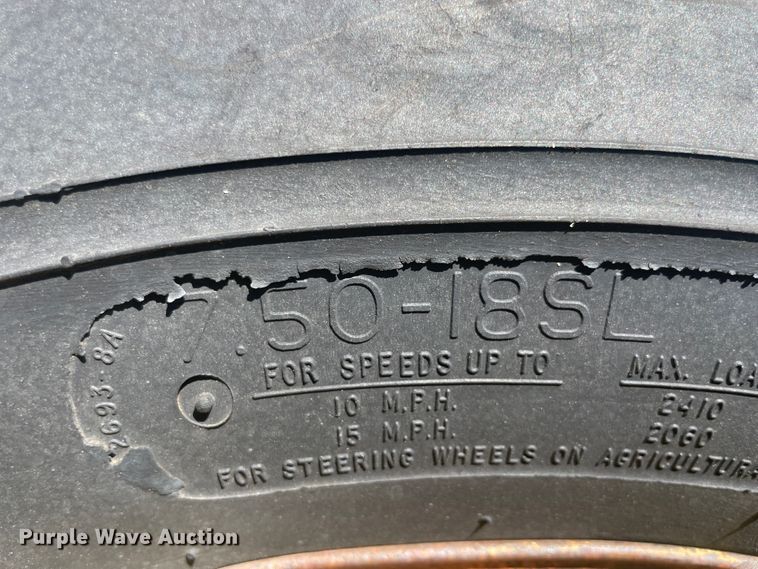 7.50-18SL
2693-84
FOR SPEEDS UP TO MAX. LOA
10 M.P.H. 2410
15 M.P.H. 2060
FOR STEERING WHEELS ON AGRICULTURA
Purple Wave Auction